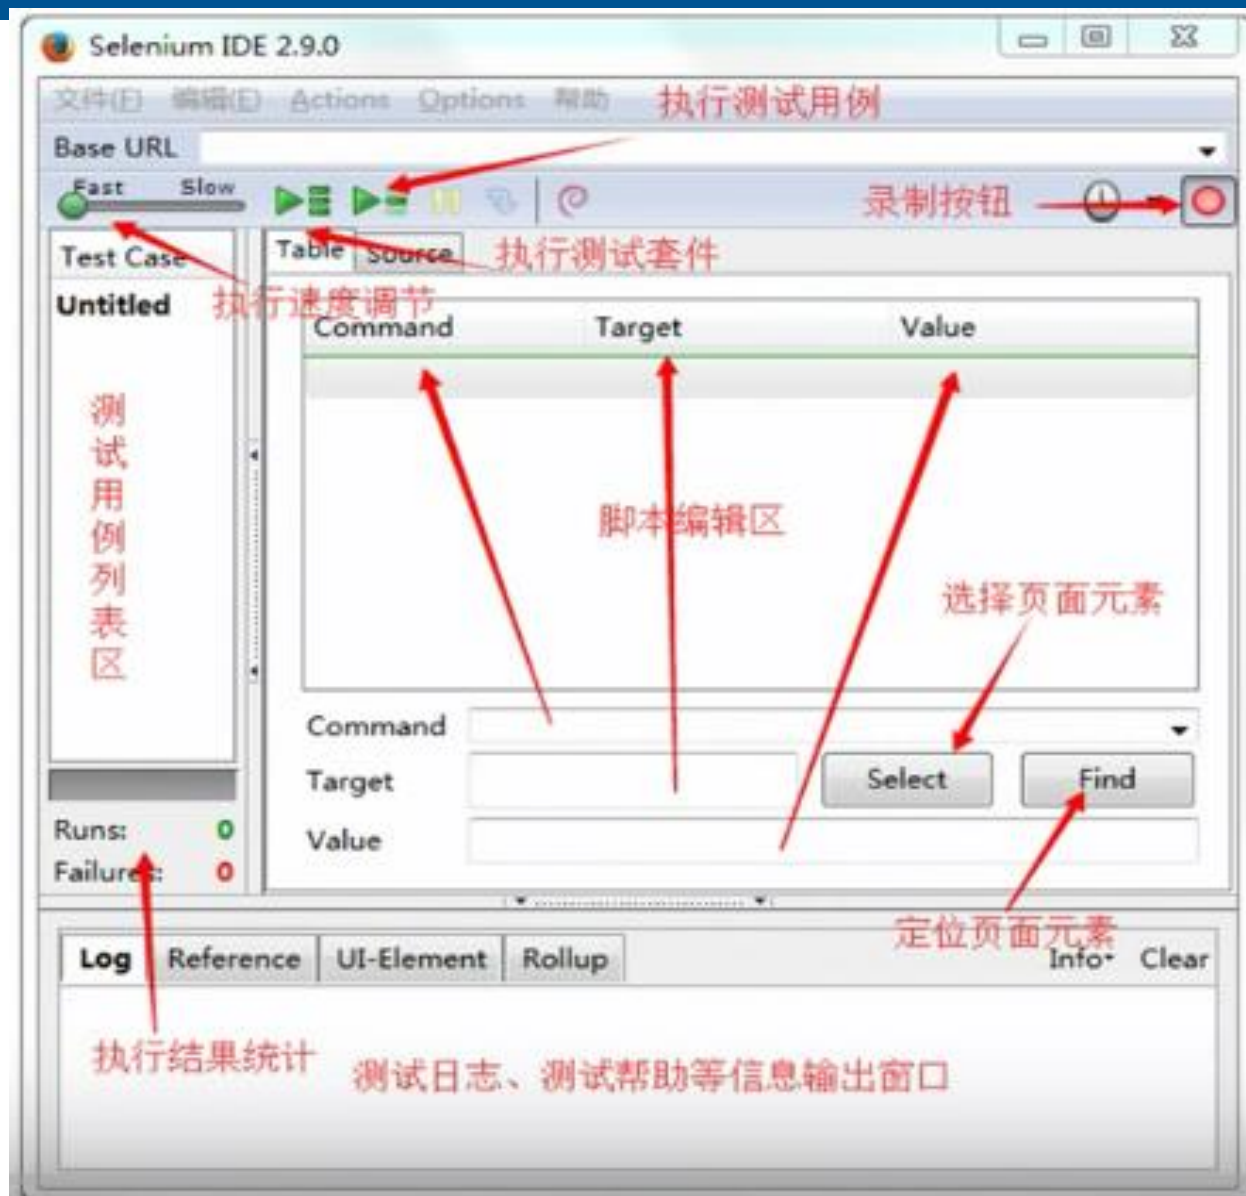 Selenium IDE 2.9.0
文件(F) 编辑(E) Actions Options 帮助
执行测试用例
Base URL
Fast Slow
录制按钮
Test Case
Table Source
执行测试套件
Untitled
执行速度调节
Command Target Value
测试用例列表区
脚本编辑区
选择页面元素
Command
Target
Select Find
Value
Runs: 0
Failures: 0
定位页面元素
Log Reference UI-Element Rollup
Info Clear
执行结果统计
测试日志、测试帮助等信息输出窗口